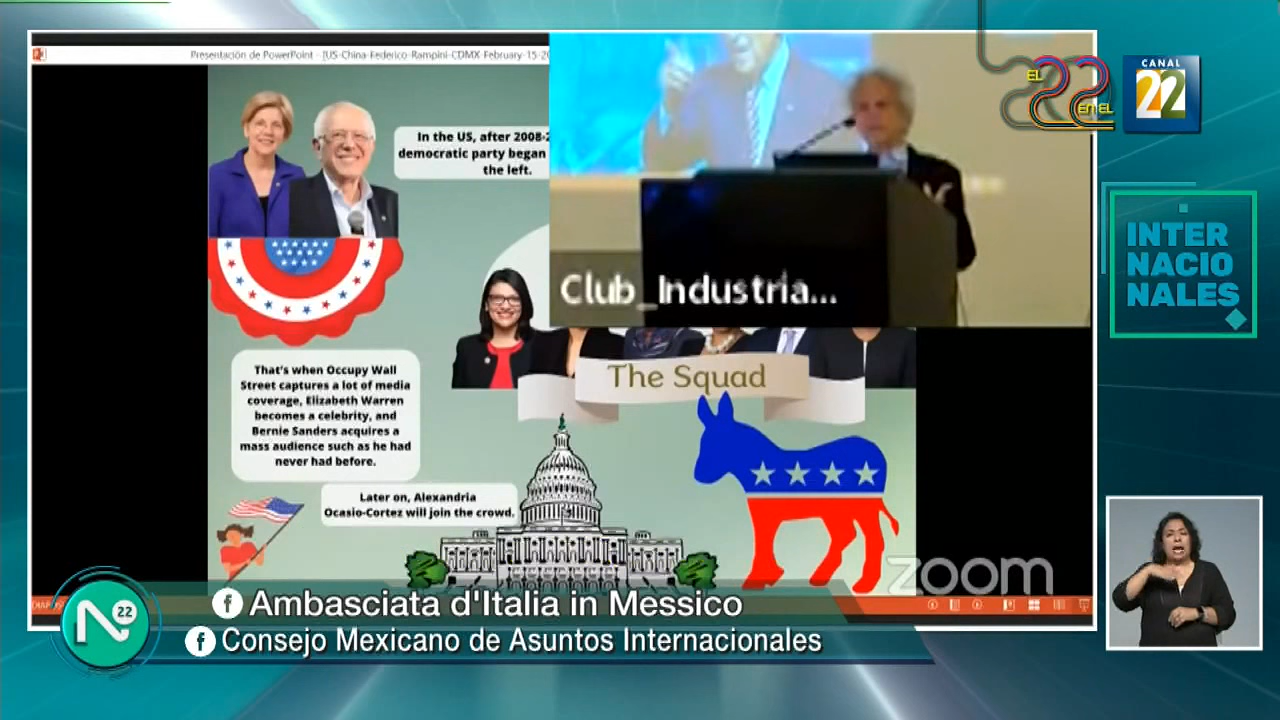 Presentación de PowerPoint - [US-China-Federico-Rampini-CDMX-February-15-20
EL 22 EN EL
CANAL
22
In the US, after 2008-2
democratic party began
the left.
INTER
NACIO
NALES
Club_Industria...
The Squad
That's when Occupy Wall
Street captures a lot of media
coverage, Elizabeth Warren
becomes a celebrity, and
Bernie Sanders acquires a
mass audience such as he had
never had before.
Later on, Alexandria
Ocasio-Cortez will join the crowd.
zoom
N 22
Ambasciata d'Italia in Messico
Consejo Mexicano de Asuntos Internacionales